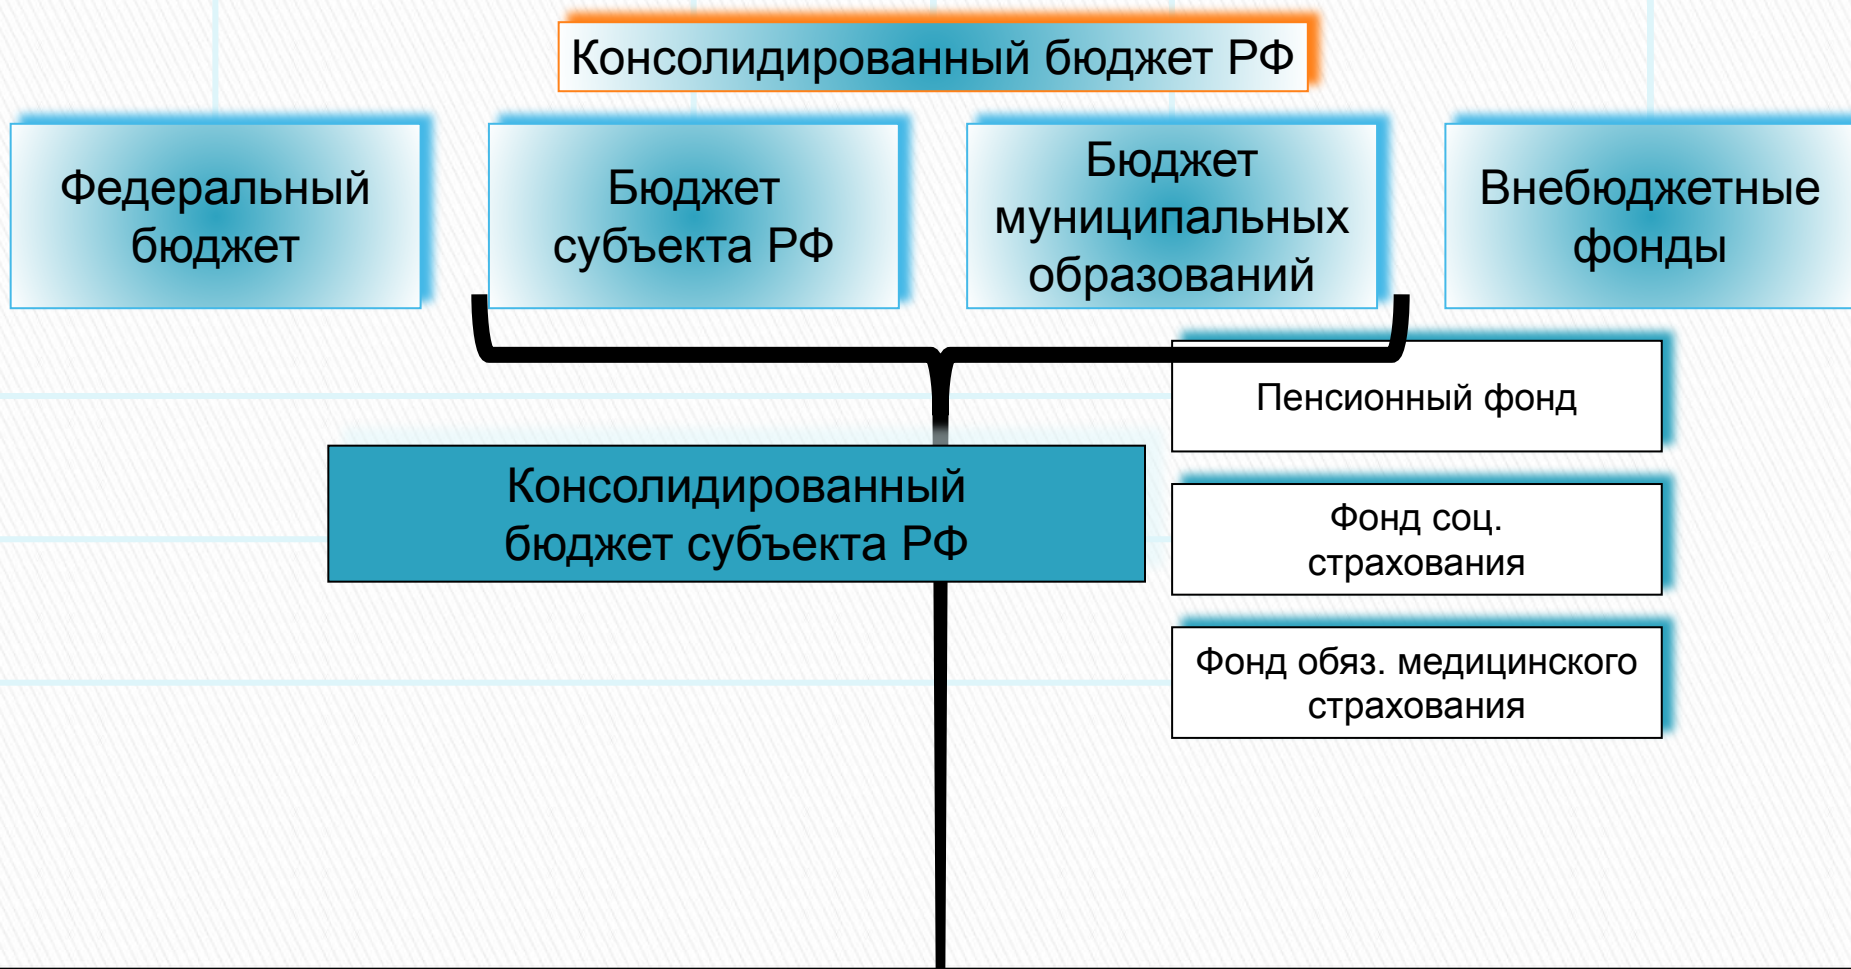 Консолидированный бюджет РФ
Федеральный
бюджет
Бюджет
субъекта РФ
Бюджет
муниципальных
образований
Внебюджетные
фонды
Пенсионный фонд
Консолидированный
бюджет субъекта РФ
Фонд соц.
страхования
Фонд обяз. медицинского
страхования